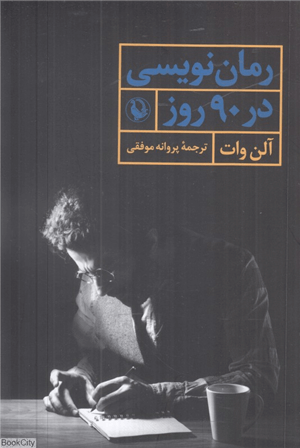 رمان‌نویسی
در ۹۰ روز
آلن وات
ترجمهٔ پروانه موفقی
BookCity